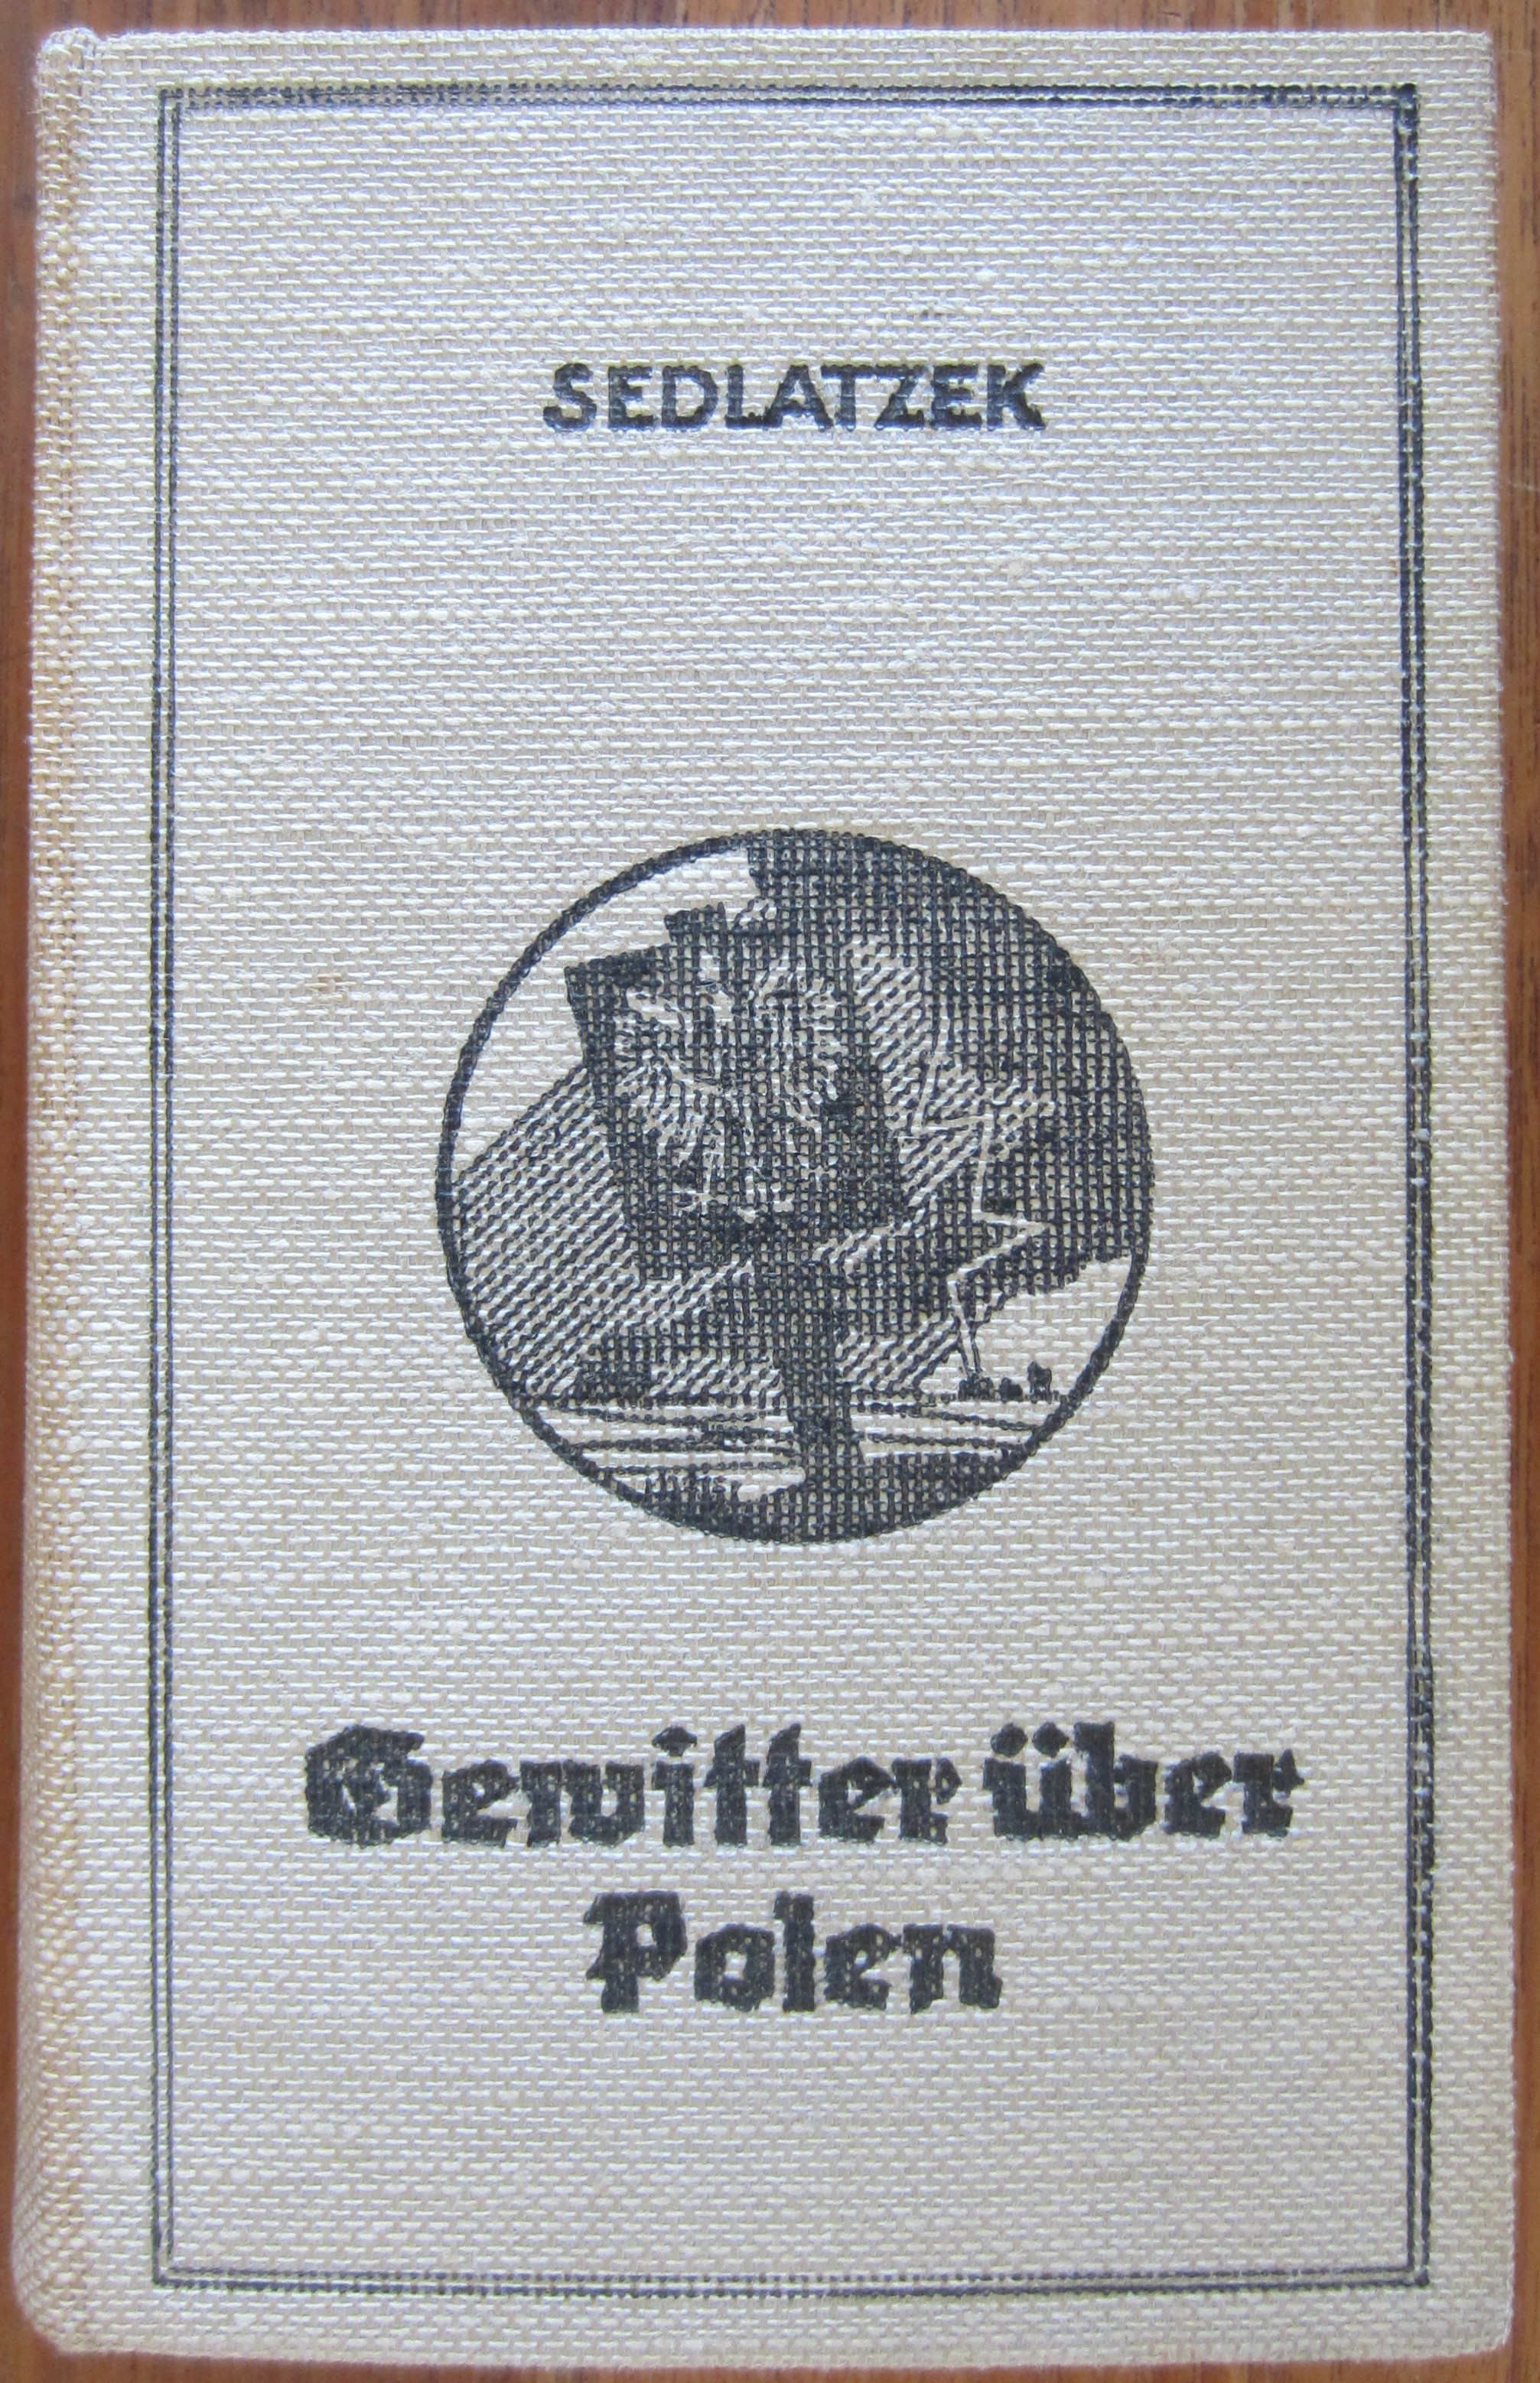 SEDLATZEK
Gewitter über
Polen